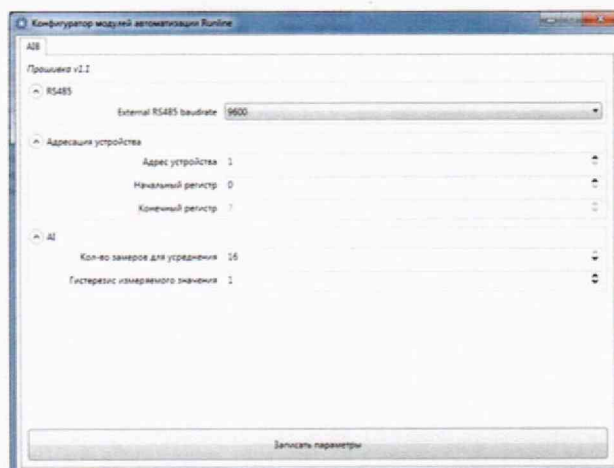 Конфигуратор модулей автоматизации Runline
AI8
Прошивка v1.1
RS485
External RS485 baudrate 9600
Адресация устройства
Адрес устройства 1
Начальный регистр 0
Конечный регистр 7
AI
Кол-во замеров для усреднения 16
Гистерезис измеряемого значения 1
Записать параметры